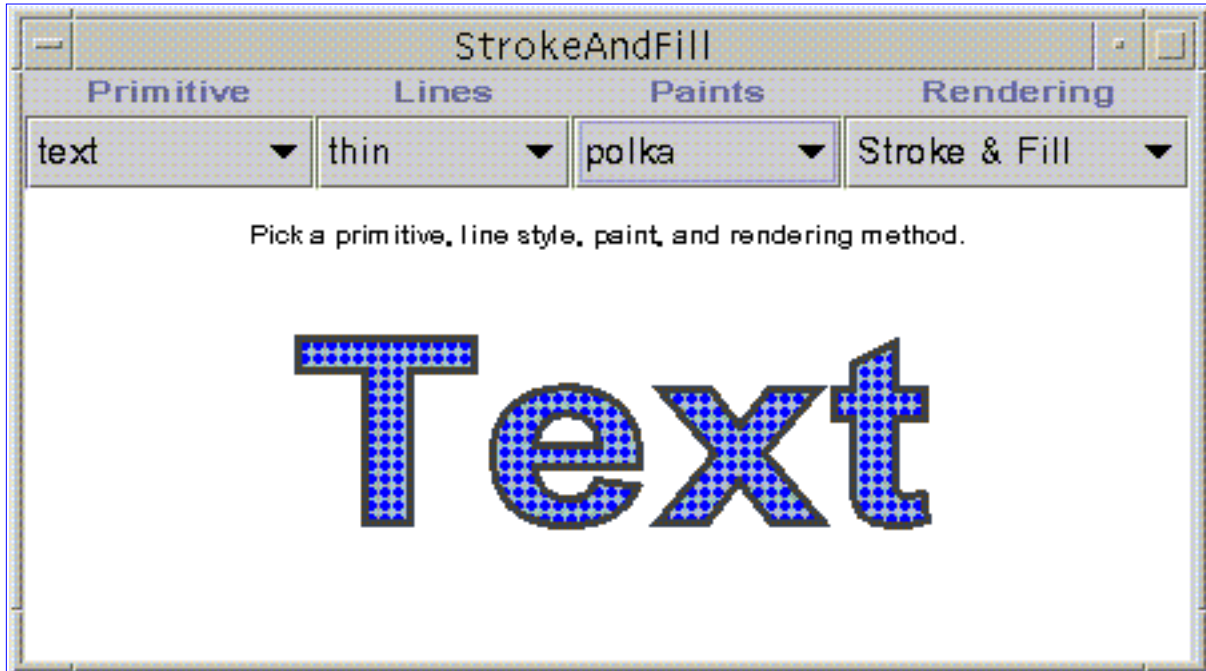 StrokeAndFill
Primitive Lines Paints Rendering
text thin polka Stroke & Fill
Pick a primitive, line style, paint, and rendering method.
Text